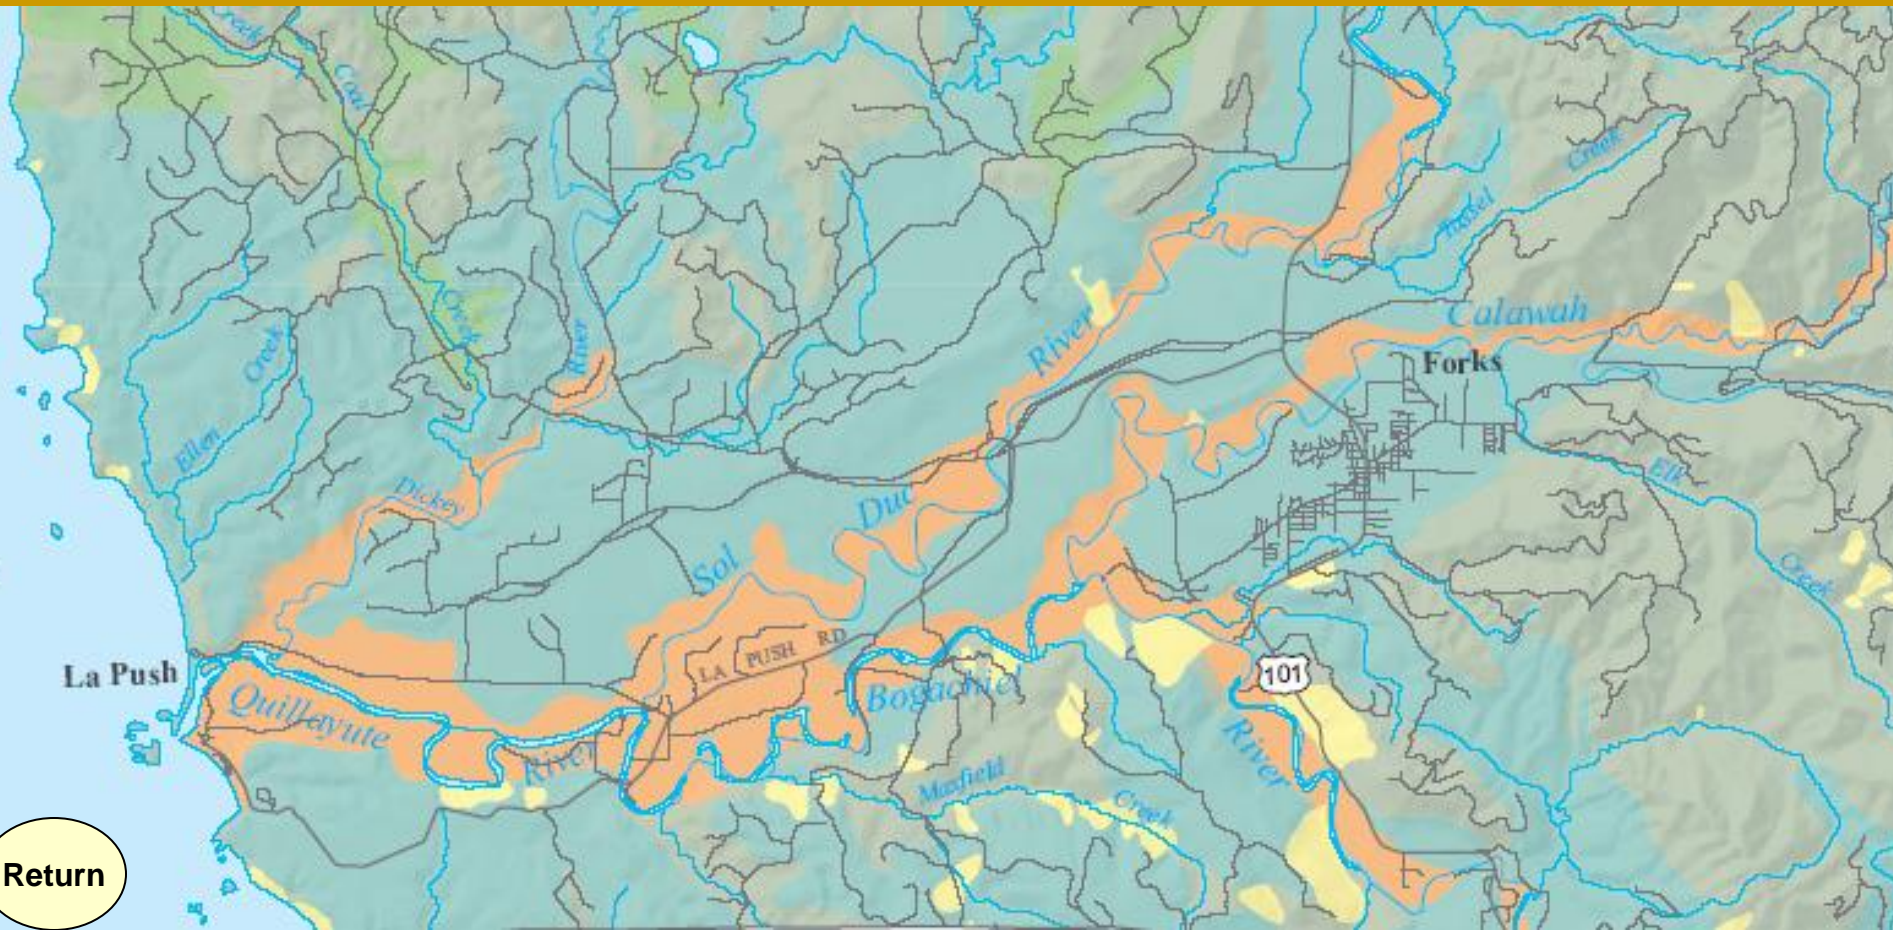 Creek
Coal
Creek
Creek
Insel
River
Calawah
Forks
River
Creek
Ellen
Dickey
Duc
Sol
Elk
Creek
LA PUSH RD
La Push
101
Quillayute
River
Bogachiel
River
Maxfield
Creek
Return